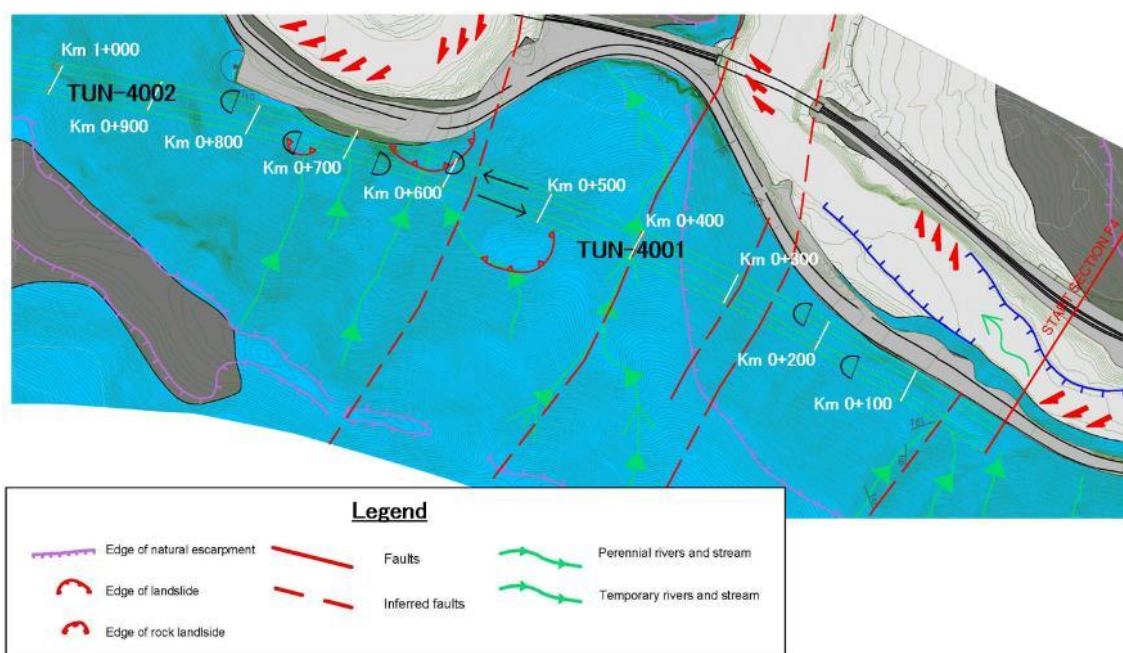 Km 1+000
TUN-4002
Km 0+900
Km 0+800
Km 0+700
Km 0+600
Km 0+500
Km 0+400
TUN-4001
Km 0+300
Km 0+200
Km 0+100
START SECTION F4
Legend
Edge of natural escarpment
Edge of landslide
Edge of rock landlside
Faults
Inferred faults
Perennial rivers and stream
Temporary rivers and stream